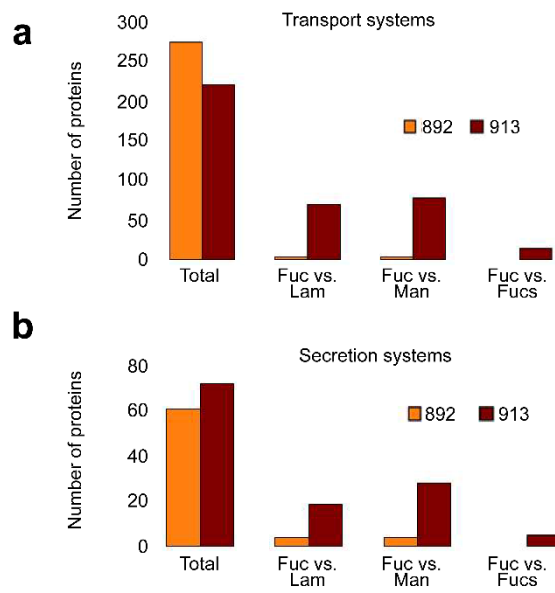 a
Transport systems
Number of proteins
300
250
200
150
100
50
0
892
913
Total
Fuc vs.
Lam
Fuc vs.
Man
Fuc vs.
Fucs
b
Secretion systems
Number of proteins
80
60
40
20
0
892
913
Total
Fuc vs.
Lam
Fuc vs.
Man
Fuc vs.
Fucs